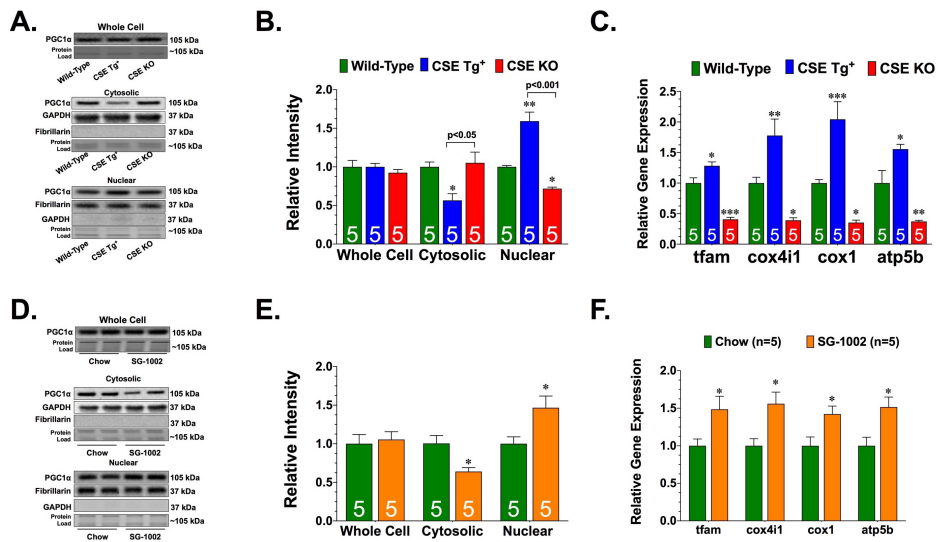 A.
Whole Cell
PGC1α 105 kDa
Protein Load ~105 kDa
Wild-Type CSE Tg+ CSE KO
Cytosolic
PGC1α 105 kDa
GAPDH 37 kDa
Fibrillarin 37 kDa
Protein Load ~105 kDa
Wild-Type CSE Tg+ CSE KO
Nuclear
PGC1α 105 kDa
Fibrillarin 37 kDa
GAPDH 37 kDa
Protein Load ~105 kDa
Wild-Type CSE Tg+ CSE KO
B.
Wild-Type CSE Tg+ CSE KO
Relative Intensity
2.0
1.5
1.0
0.5
0.0
p<0.05
p<0.001
* ** *
5 5 5 5 5 5 5 5 5
Whole Cell Cytosolic Nuclear
C.
Wild-Type CSE Tg+ CSE KO
Relative Gene Expression
2.5
2.0
1.5
1.0
0.5
0.0
* *** ** * *** * * **
5 5 5 5 5 5 5 5 5 5 5 5
tfam cox4i1 cox1 atp5b
D.
Whole Cell
PGC1α 105 kDa
Protein Load ~105 kDa
Chow SG-1002
Cytosolic
PGC1α 105 kDa
GAPDH 37 kDa
Fibrillarin 37 kDa
Protein Load ~105 kDa
Chow SG-1002
Nuclear
PGC1α 105 kDa
Fibrillarin 37 kDa
GAPDH 37 kDa
Protein Load ~105 kDa
Chow SG-1002
E.
Relative Intensity
2.0
1.5
1.0
0.5
0.0
* *
5 5 5 5 5 5
Whole Cell Cytosolic Nuclear
F.
Chow (n=5) SG-1002 (n=5)
Relative Gene Expression
2.0
1.5
1.0
0.5
0.0
* * * *
tfam cox4i1 cox1 atp5b